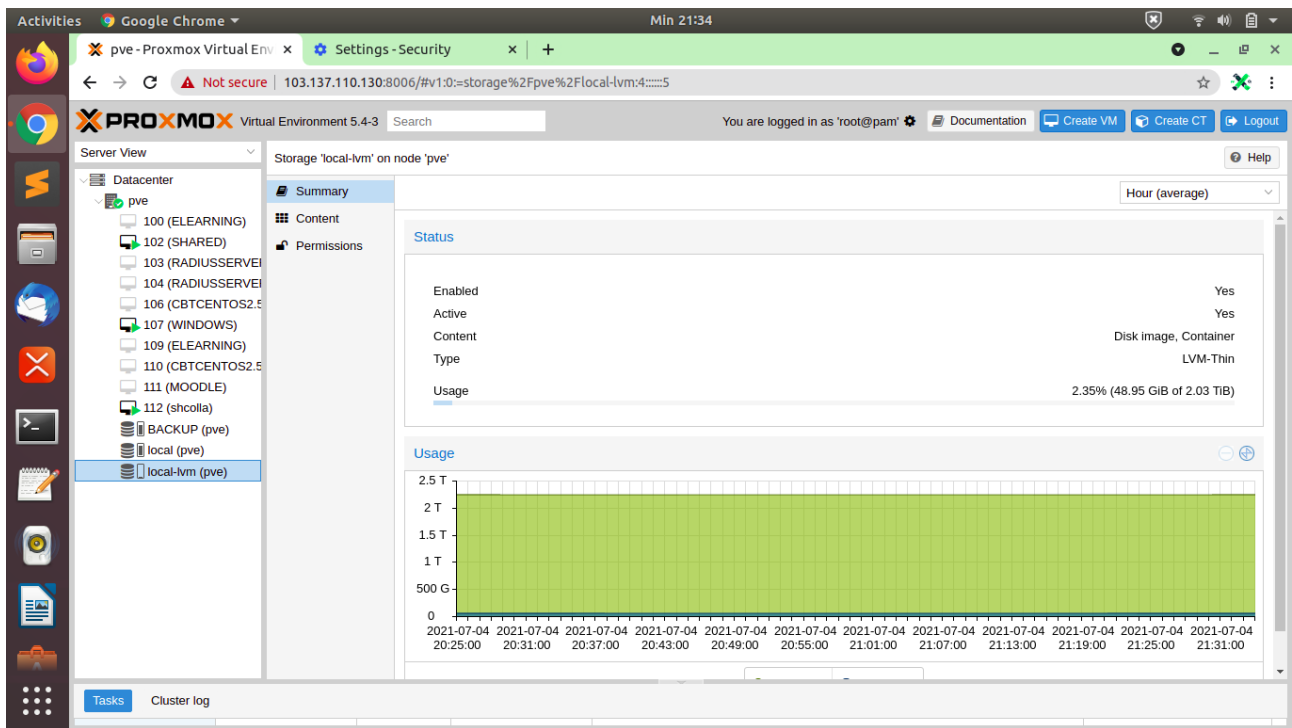 Activities Google Chrome Min 21:34
pve - Proxmox Virtual Env Settings - Security
Not secure 103.137.110.130:8006/#v1:0:=storage%2Fpve%2Flocal-lvm:4::::::5
PROXMOX Virtual Environment 5.4-3 Search You are logged in as 'root@pam' Documentation Create VM Create CT Logout
Server View
Storage 'local-lvm' on node 'pve' Help
Datacenter
pve
100 (ELEARNING)
102 (SHARED)
103 (RADIUSSERVER
104 (RADIUSSERVER
106 (CBTCENTOS2.5
107 (WINDOWS)
109 (ELEARNING)
110 (CBTCENTOS2.5
111 (MOODLE)
112 (shcolla)
BACKUP (pve)
local (pve)
local-lvm (pve)
Summary
Content
Permissions
Hour (average)
Status
Enabled Yes
Active Yes
Content Disk image, Container
Type LVM-Thin
Usage 2.35% (48.95 GiB of 2.03 TiB)
Usage
2.5 T
2 T
1.5 T
1 T
500 G
0
2021-07-04 2021-07-04 2021-07-04 2021-07-04 2021-07-04 2021-07-04 2021-07-04 2021-07-04 2021-07-04 2021-07-04 2021-07-04 2021-07-04
20:25:00 20:31:00 20:37:00 20:43:00 20:49:00 20:55:00 21:01:00 21:07:00 21:13:00 21:19:00 21:25:00 21:31:00
Tasks Cluster log